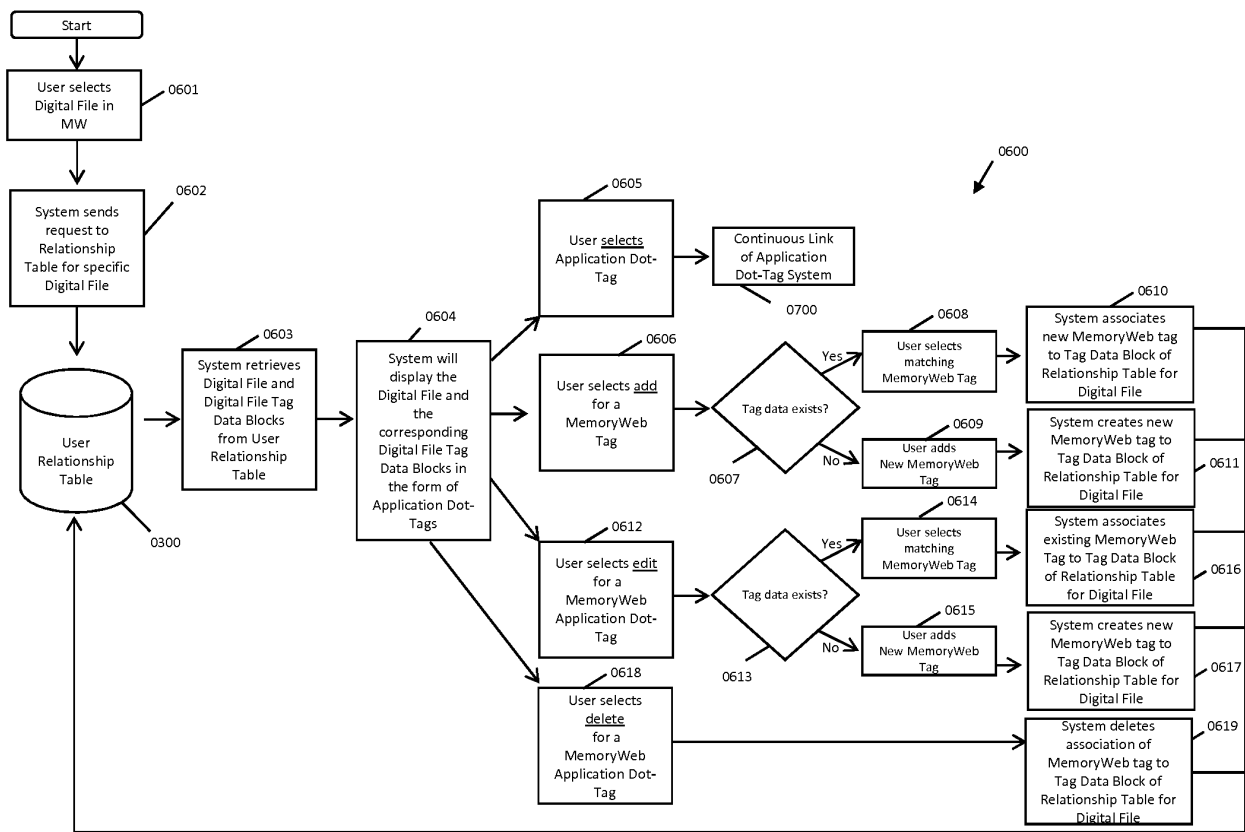 Start
User selects
Digital File in
MW
0601
System sends
request to
Relationship
Table for specific
Digital File
0602
User
Relationship
Table
0300
System retrieves
Digital File and
Digital File Tag
Data Blocks
from User
Relationship
Table
0603
System will
display the
Digital File and
the
corresponding
Digital File Tag
Data Blocks in
the form of
Application Dot-
Tags
0604
0600
0605
User selects
Application Dot-
Tag
Continuous Link
of Application
Dot-Tag System
0700
0606
User selects add
for a
MemoryWeb
Tag
Tag data exists?
0607
Yes
No
0608
User selects
matching
MemoryWeb Tag
0609
User adds
New MemoryWeb
Tag
0610
System associates
new MemoryWeb tag
to Tag Data Block of
Relationship Table for
Digital File
System creates new
MemoryWeb tag to
Tag Data Block of
Relationship Table for
Digital File
0611
0612
User selects edit
for a
MemoryWeb
Application Dot-
Tag
Tag data exists?
0613
Yes
No
0614
User selects
matching
MemoryWeb Tag
0615
User adds
New MemoryWeb
Tag
System associates
existing MemoryWeb
Tag to Tag Data Block
of Relationship Table
for Digital File
0616
System creates new
MemoryWeb tag to
Tag Data Block of
Relationship Table for
Digital File
0617
0618
User selects
delete
for a
MemoryWeb
Application Dot-
Tag
System deletes
association of
MemoryWeb tag to
Tag Data Block of
Relationship Table for
Digital File
0619